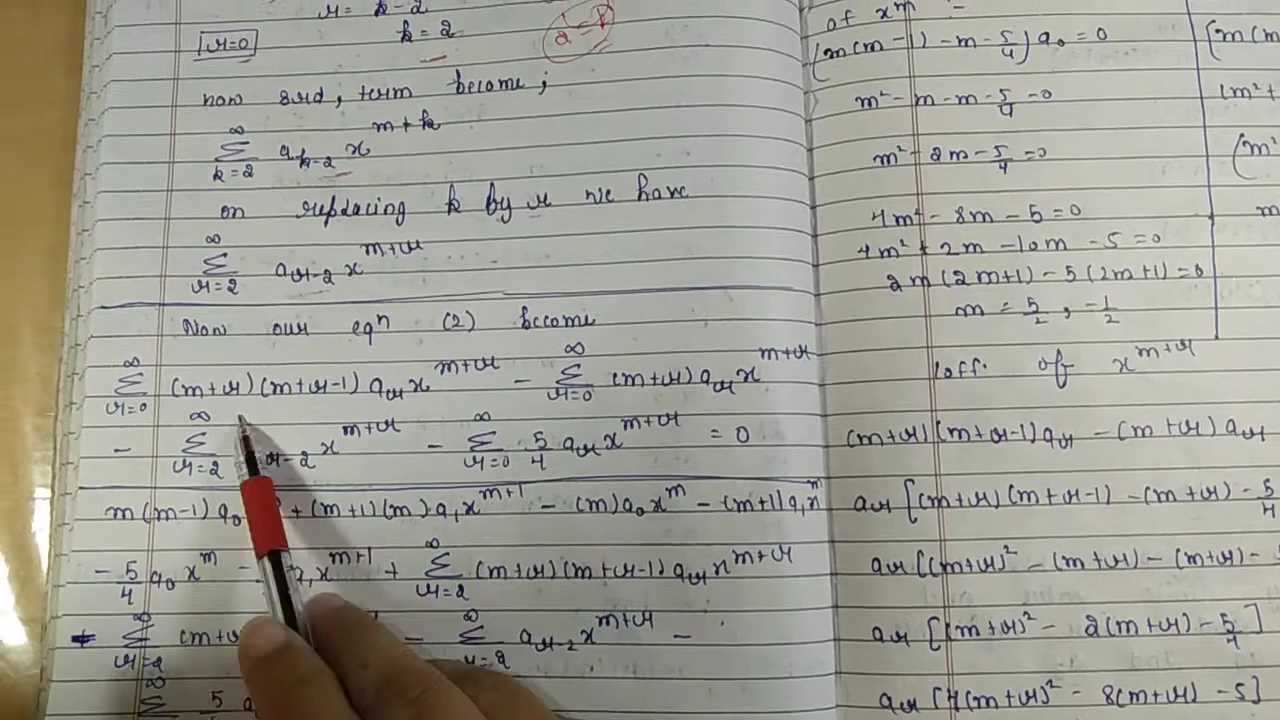 r = k-2
r=0 k = 2
now 3rd, term become;
∞ ∑ k=2 a_{k-2} x^{m+k}
on replacing k by r we have
∞ ∑ r=2 a_{r-2} x^{m+r}
Now our eqn (2) become
∞ ∑ r=0 (m+r)(m+r-1) a_r x^{m+r} - ∞ ∑ r=0 (m+r) a_r x^{m+r}
- ∞ ∑ r=2 r-2 x^{m+r} - ∞ ∑ r=0 5/4 a_r x^{m+r} = 0
m(m-1) a_0 + (m+1)(m) a_1 x^{m+1} - (m) a_0 x^m - (m+1) a_1 x^m
- 5/4 a_0 x^m - a_1 x^{m+1} + ∞ ∑ r=2 (m+r)(m+r-1) a_r x^{m+r}
∞ ∑ r=2 (m+r - ∞ ∑ r=2 a_{r-2} x^{m+r} -
∞ ∑ 5 a
of x^m =
(m(m-1) - m - 5/4) a_0 = 0
m² - m - m - 5/4 = 0
m² - 2m - 5/4 = 0
4m² - 8m - 5 = 0
4m² + 2m - 10m - 5 = 0
2m (2m+1) - 5 (2m+1) = 0
m = 5/2, -1/2
Coff. of x^{m+r}
(m+r)(m+r-1) a_r - (m+r) a_r
a_r [(m+r)(m+r-1) - (m+r) - 5/4
a_r [(m+r)² - (m+r) - (m+r) -
a_r [(m+r)² - 2(m+r) - 5/4]
a_r [4(m+r)² - 8(m+r) - 5]
(m(m
(m²+
(m²
m